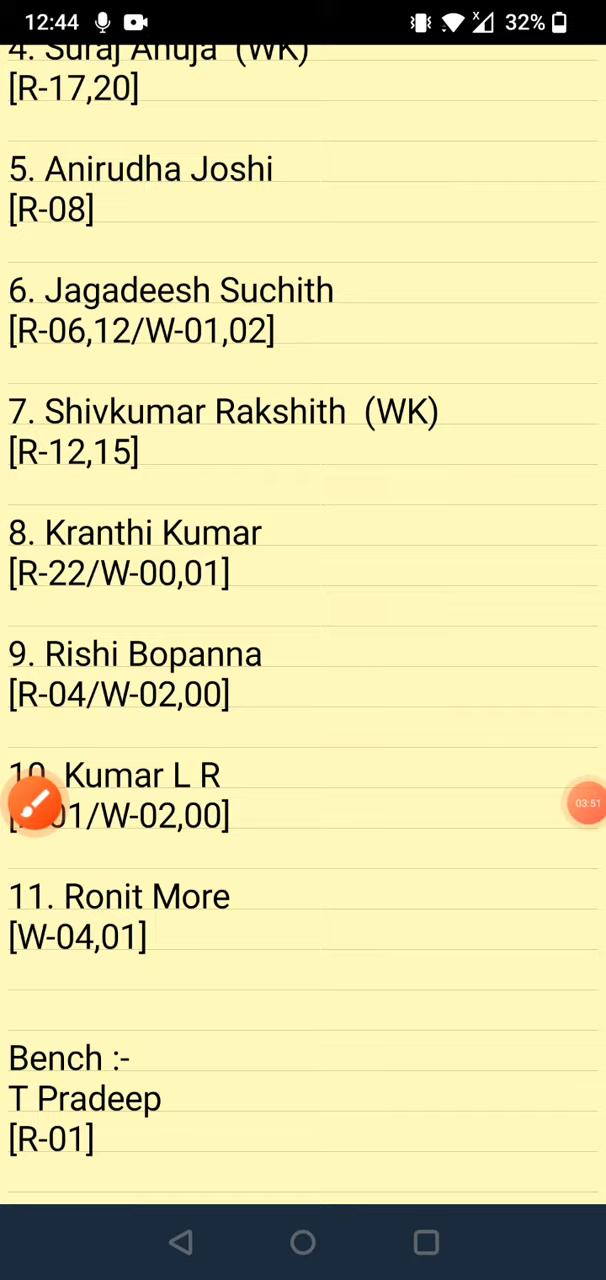 12:44
32%
4. Suraj Ahuja (WK)
[R-17,20]
5. Anirudha Joshi
[R-08]
6. Jagadeesh Suchith
[R-06,12/W-01,02]
7. Shivkumar Rakshith (WK)
[R-12,15]
8. Kranthi Kumar
[R-22/W-00,01]
9. Rishi Bopanna
[R-04/W-02,00]
10. Kumar L R
01/W-02,00]
03:51
11. Ronit More
[W-04,01]
Bench :-
T Pradeep
[R-01]